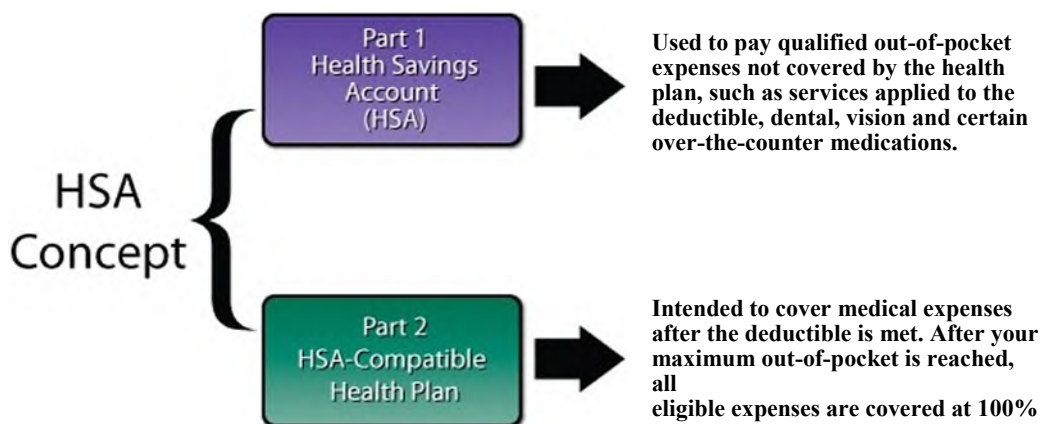 HSA
Concept
Part 1
Health Savings
Account
(HSA)
Used to pay qualified out-of-pocket
expenses not covered by the health
plan, such as services applied to the
deductible, dental, vision and certain
over-the-counter medications.
Part 2
HSA-Compatible
Health Plan
Intended to cover medical expenses
after the deductible is met. After your
maximum out-of-pocket is reached,
all
eligible expenses are covered at 100%